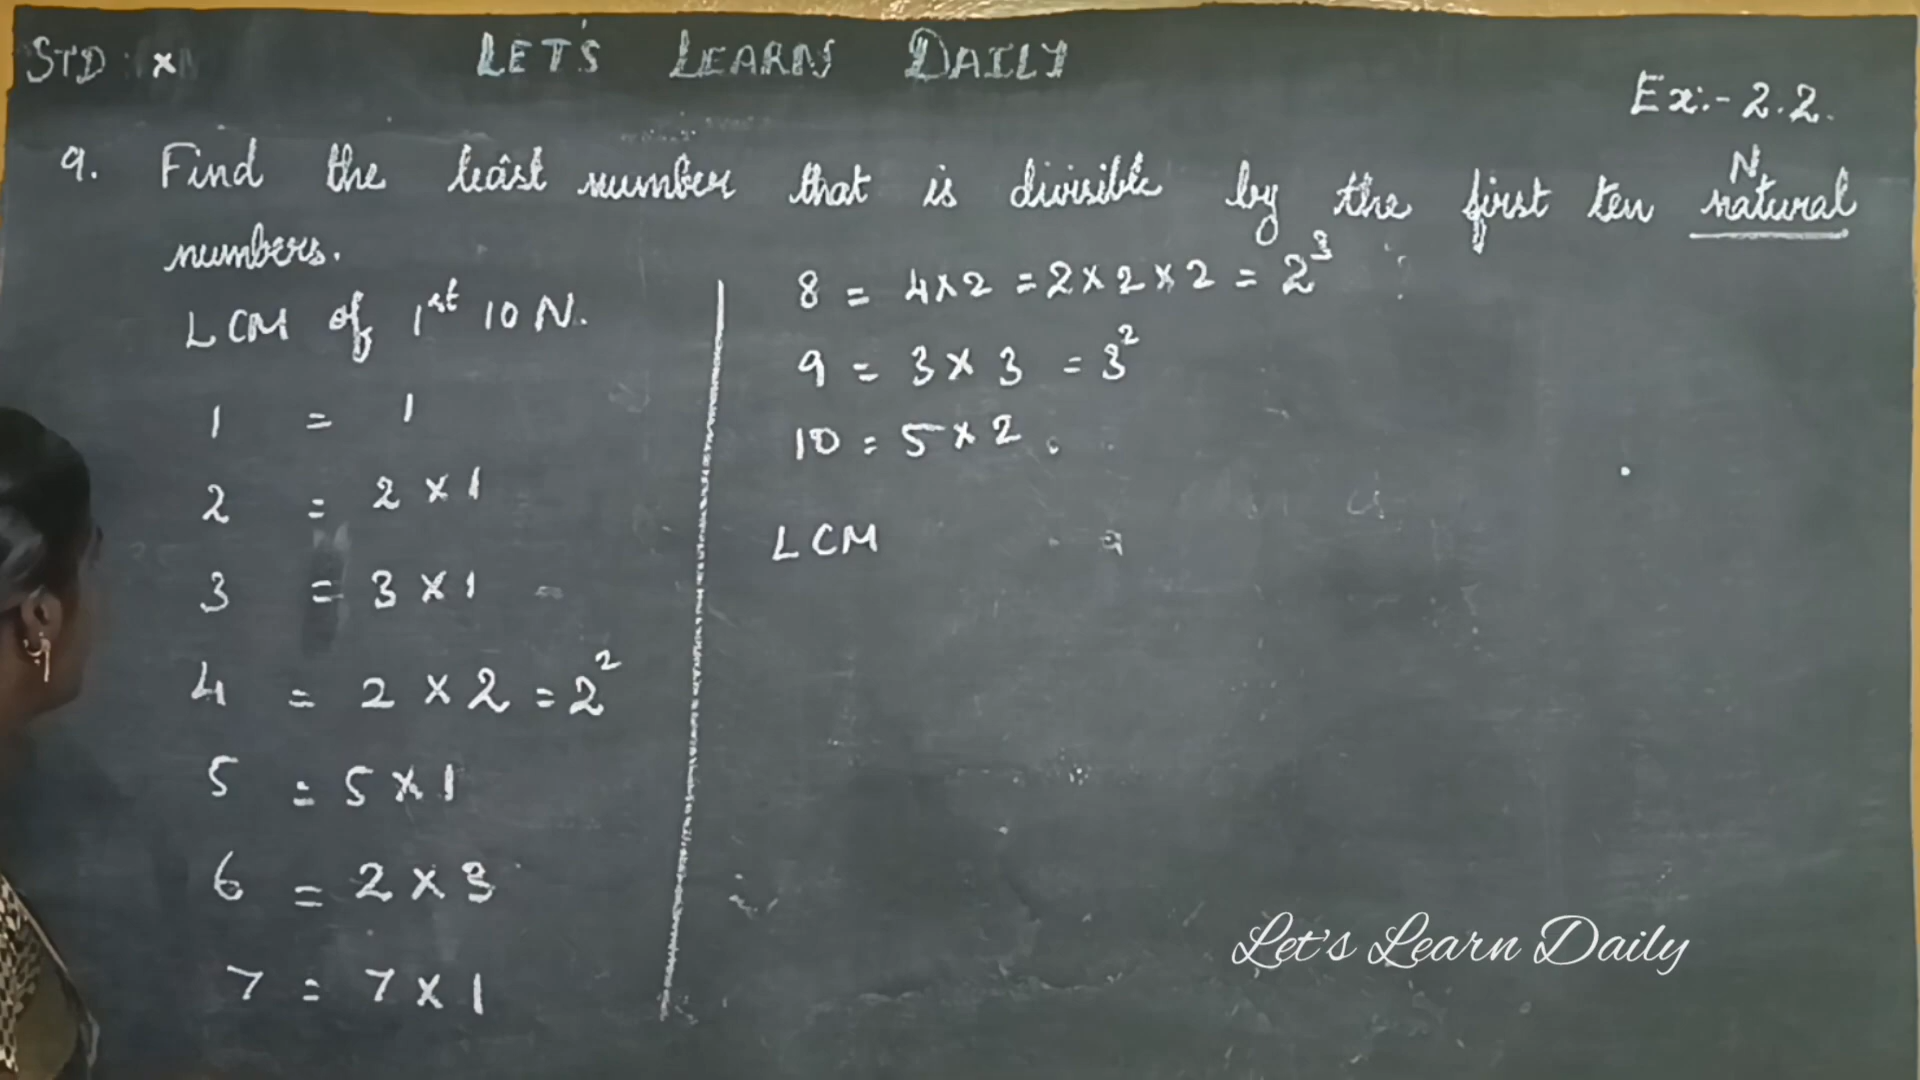 STD : X
LET'S LEARN DAILY
Ex:- 2.2.
9. Find the least number that is divisible by the first ten natural
N
numbers.
LCM of 1st 10 N.
1 = 1
2 = 2 × 1
3 = 3 × 1
4 = 2 × 2 = 2²
5 = 5 × 1
6 = 2 × 3
7 = 7 × 1
8 = 4 × 2 = 2 × 2 × 2 = 2³
9 = 3 × 3 = 3²
10 = 5 × 2
LCM
Let's Learn Daily